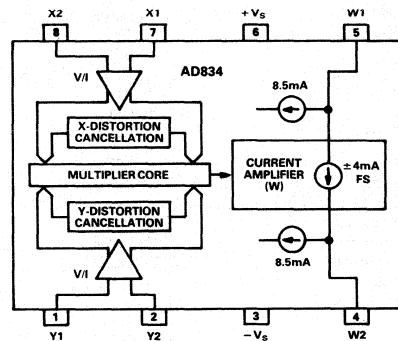 X2 X1 +VS W1
8 7 6 5
AD834
V/I
8.5mA
X-DISTORTION
CANCELLATION
MULTIPLIER CORE
CURRENT
AMPLIFIER
(W)
±4mA
FS
Y-DISTORTION
CANCELLATION
V/I
8.5mA
1 2 3 4
Y1 Y2 −VS W2